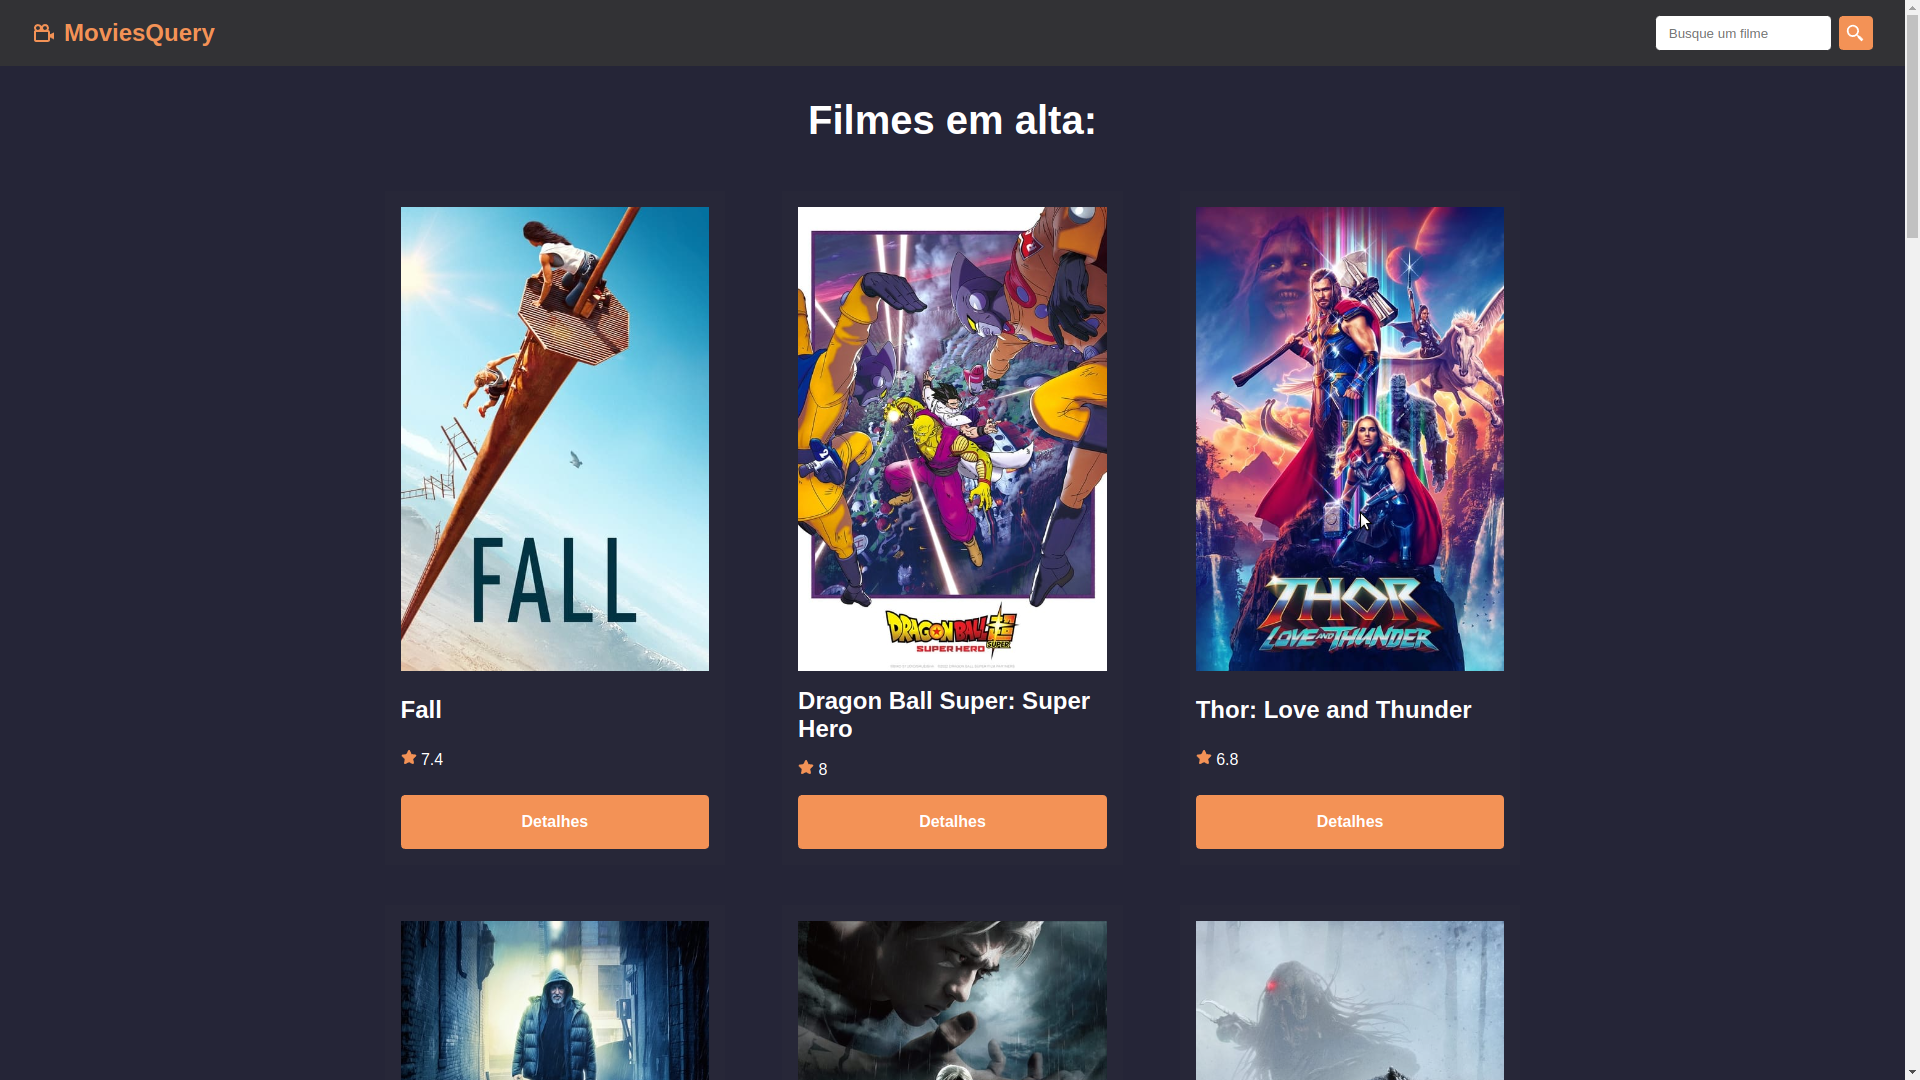 MoviesQuery
Busque um filme
Filmes em alta:
FALL
DRAGON BALL
SUPER
SUPER HERO
THOR
LOVE AND THUNDER
Fall
Dragon Ball Super: Super
Hero
Thor: Love and Thunder
7.4
8
6.8
Detalhes
Detalhes
Detalhes